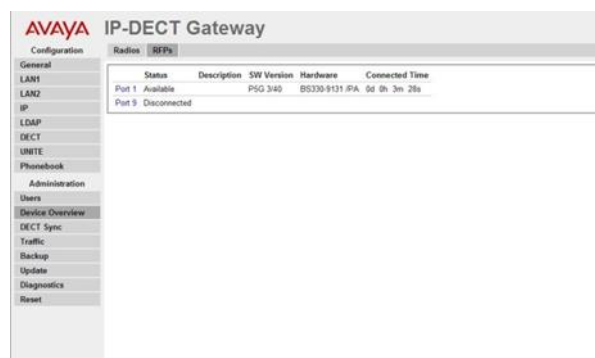 AVAYA IP-DECT Gateway
Configuration
Radios RFPs
General
LAN1
LAN2
IP
LDAP
DECT
UNITE
Phonebook
Administration
Users
Device Overview
DECT Sync
Traffic
Backup
Update
Diagnostics
Reset
Status Description SW Version Hardware Connected Time
Port 1 Available P5G 3/40 BS330-9131 /PA 0d 0h 3m 28s
Port 9 Disconnected